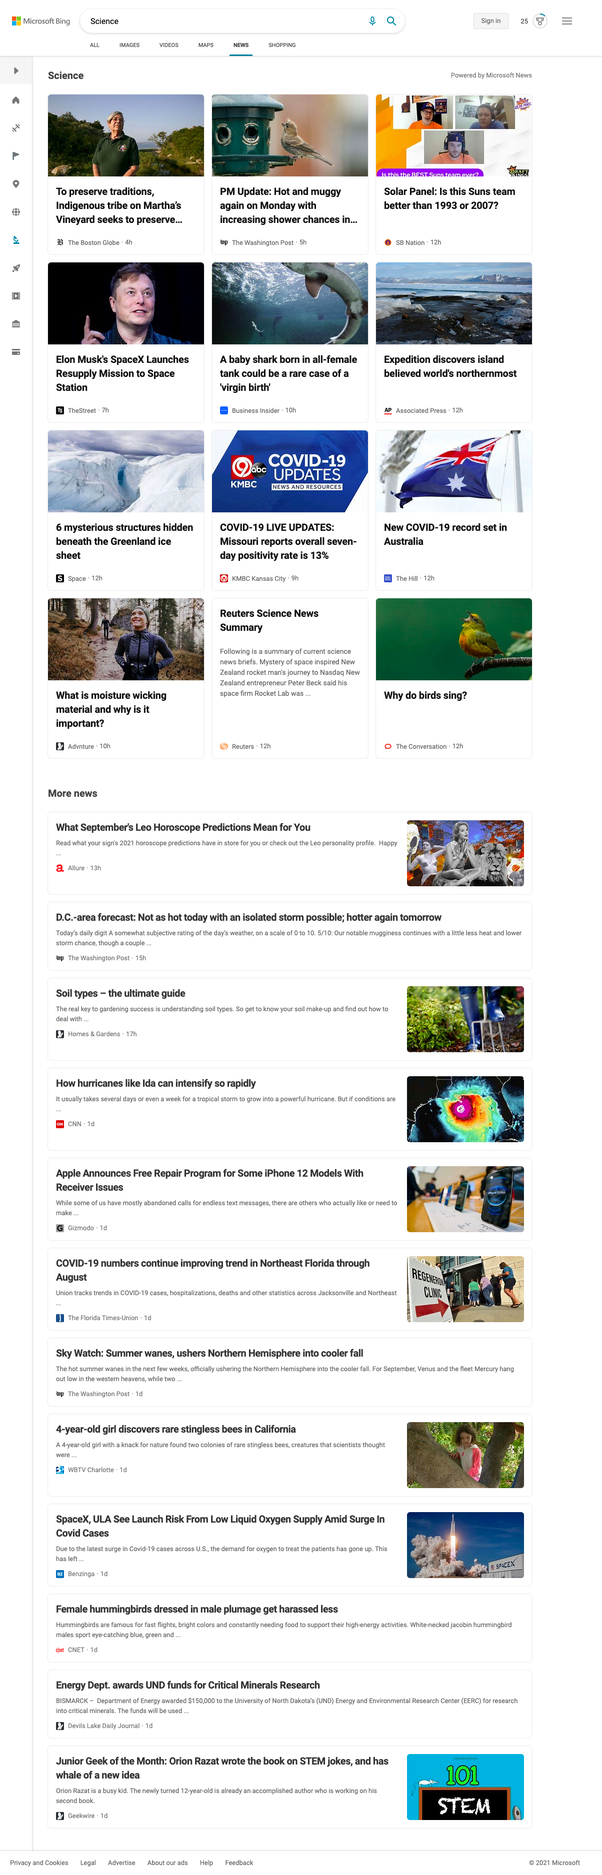 Microsoft Bing
Science
Sign in
25
ALL IMAGES VIDEOS MAPS NEWS SHOPPING
Science
Powered by Microsoft News
Is this the BEST Suns team ever?
To preserve traditions,
Indigenous tribe on Martha's
Vineyard seeks to preserve...
The Boston Globe · 4h
PM Update: Hot and muggy
again on Monday with
increasing shower chances in...
The Washington Post · 5h
Solar Panel: Is this Suns team
better than 1993 or 2007?
SB Nation · 12h
Elon Musk's SpaceX Launches
Resupply Mission to Space
Station
TheStreet · 7h
A baby shark born in all-female
tank could be a rare case of a
'virgin birth'
Business Insider · 10h
Expedition discovers island
believed world's northernmost
AP
Associated Press · 12h
9 abc
KMBC
COVID-19
UPDATES
NEWS AND RESOURCES
6 mysterious structures hidden
beneath the Greenland ice
sheet
S
Space · 12h
COVID-19 LIVE UPDATES:
Missouri reports overall seven-
day positivity rate is 13%
KMBC Kansas City · 9h
New COVID-19 record set in
Australia
The Hill · 12h
What is moisture wicking
material and why is it
important?
Advnture · 10h
Reuters Science News
Summary
Following is a summary of current science
news briefs. Mystery of space inspired New
Zealand rocket man's journey to Nasdaq New
Zealand entrepreneur Peter Beck said his
space firm Rocket Lab was ...
Reuters · 12h
Why do birds sing?
The Conversation · 12h
More news
What September's Leo Horoscope Predictions Mean for You
Read what your sign's 2021 horoscope predictions have in store for you or check out the Leo personality profile. Happy
...
a
Allure · 13h
D.C.-area forecast: Not as hot today with an isolated storm possible; hotter again tomorrow
Today's daily digit A somewhat subjective rating of the day's weather, on a scale of 0 to 10. 5/10: Our notable mugginess continues with a little less heat and lower
storm chance, though a couple ...
wp
The Washington Post · 15h
Soil types – the ultimate guide
The real key to gardening success is understanding soil types. So get to know your soil make-up and find out how to
deal with ...
Homes & Gardens · 17h
How hurricanes like Ida can intensify so rapidly
It usually takes several days or even a week for a tropical storm to grow into a powerful hurricane. But if conditions are
...
CNN
CNN · 1d
Apple Announces Free Repair Program for Some iPhone 12 Models With
Receiver Issues
While some of us have mostly abandoned calls for endless text messages, there are others who actually like or need to
make ...
G
Gizmodo · 1d
COVID-19 numbers continue improving trend in Northeast Florida through
August
Union tracks trends in COVID-19 cases, hospitalizations, deaths and other statistics across Jacksonville and Northeast
...
The Florida Times-Union · 1d
REGENERON
CLINIC
Sky Watch: Summer wanes, ushers Northern Hemisphere into cooler fall
The hot summer wanes in the next few weeks, officially ushering the Northern Hemisphere into the cooler fall. For September, Venus and the fleet Mercury hang
out low in the western heavens, while two ...
wp
The Washington Post · 1d
4-year-old girl discovers rare stingless bees in California
A 4-year-old girl with a knack for nature found two colonies of rare stingless bees, creatures that scientists thought
were ...
WBTV Charlotte · 1d
SpaceX, ULA See Launch Risk From Low Liquid Oxygen Supply Amid Surge In
Covid Cases
Due to the latest surge in Covid-19 cases across U.S., the demand for oxygen to treat the patients has gone up. This
has left ...
Benzinga · 1d
SPACEX
Female hummingbirds dressed in male plumage get harassed less
Hummingbirds are famous for fast flights, bright colors and constantly needing food to support their high-energy activities. White-necked jacobin hummingbird
males sport eye-catching blue, green and ...
CNET · 1d
Energy Dept. awards UND funds for Critical Minerals Research
BISMARCK – Department of Energy awarded $150,000 to the University of North Dakota's (UND) Energy and Environmental Research Center (EERC) for research
into critical minerals. The funds will be used ...
Devils Lake Daily Journal · 1d
Junior Geek of the Month: Orion Razat wrote the book on STEM jokes, and has
whale of a new idea
Orion Razat is a busy kid. The newly turned 12-year-old is already an accomplished author who is working on his
second book.
Geekwire · 1d
101
STEM
Privacy and Cookies Legal Advertise About our ads Help Feedback
© 2021 Microsoft